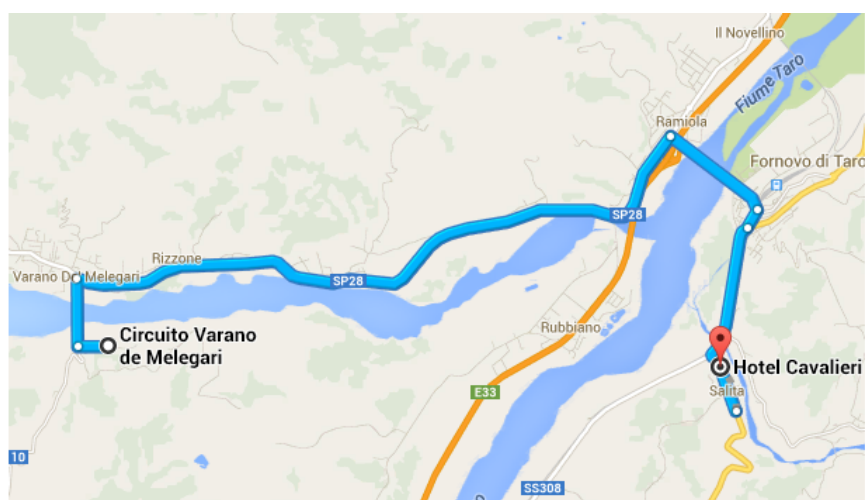 Il Novellino
Fiume Taro
Ramiola
Fornovo di Taro
SP28
Rizzone
Varano De' Melegari
SP28
Circuito Varano
de Melegari
Rubbiano
Hotel Cavalieri
Salita
E33
10
SS308